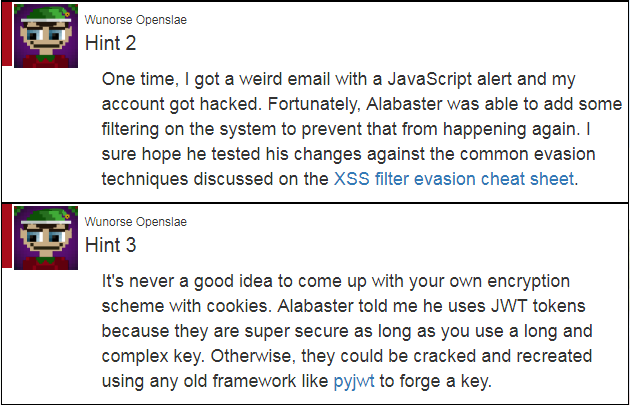 Wunorse Openslae
Hint 2
One time, I got a weird email with a JavaScript alert and my
account got hacked. Fortunately, Alabaster was able to add some
filtering on the system to prevent that from happening again. I
sure hope he tested his changes against the common evasion
techniques discussed on the XSS filter evasion cheat sheet.
Wunorse Openslae
Hint 3
It's never a good idea to come up with your own encryption
scheme with cookies. Alabaster told me he uses JWT tokens
because they are super secure as long as you use a long and
complex key. Otherwise, they could be cracked and recreated
using any old framework like pyjwt to forge a key.